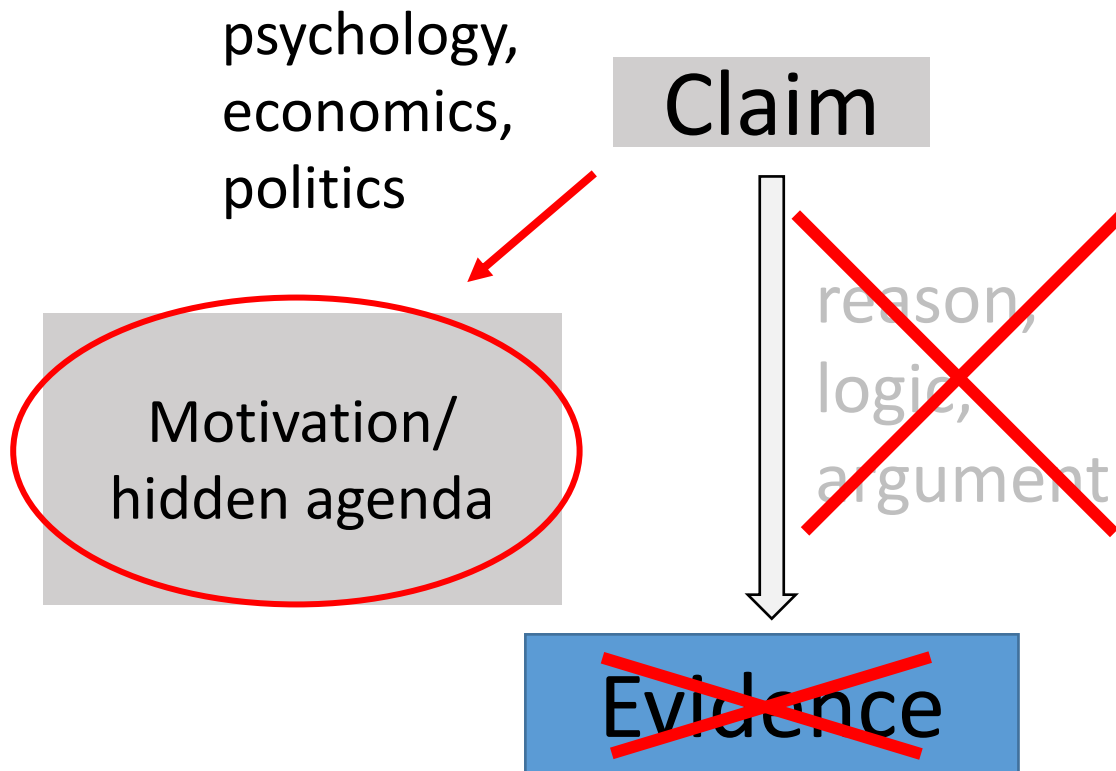 psychology,
economics,
politics
Claim
reason,
logic,
argument
Motivation/
hidden agenda
Evidence